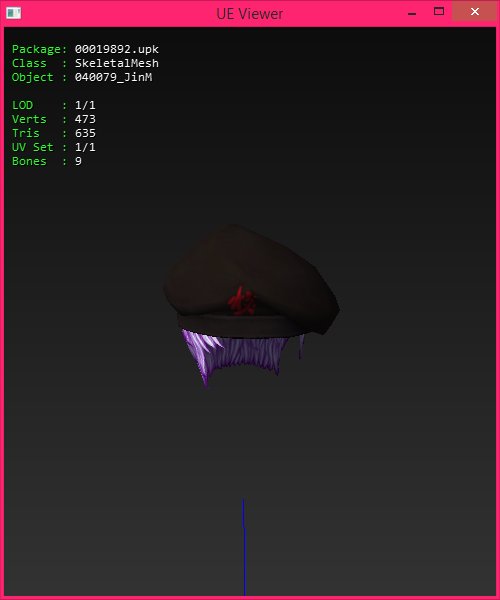 UE Viewer
Package: 00019892.upk
Class : SkeletalMesh
Object : 040079_JinM
LOD : 1/1
Verts : 473
Tris : 635
UV Set : 1/1
Bones : 9